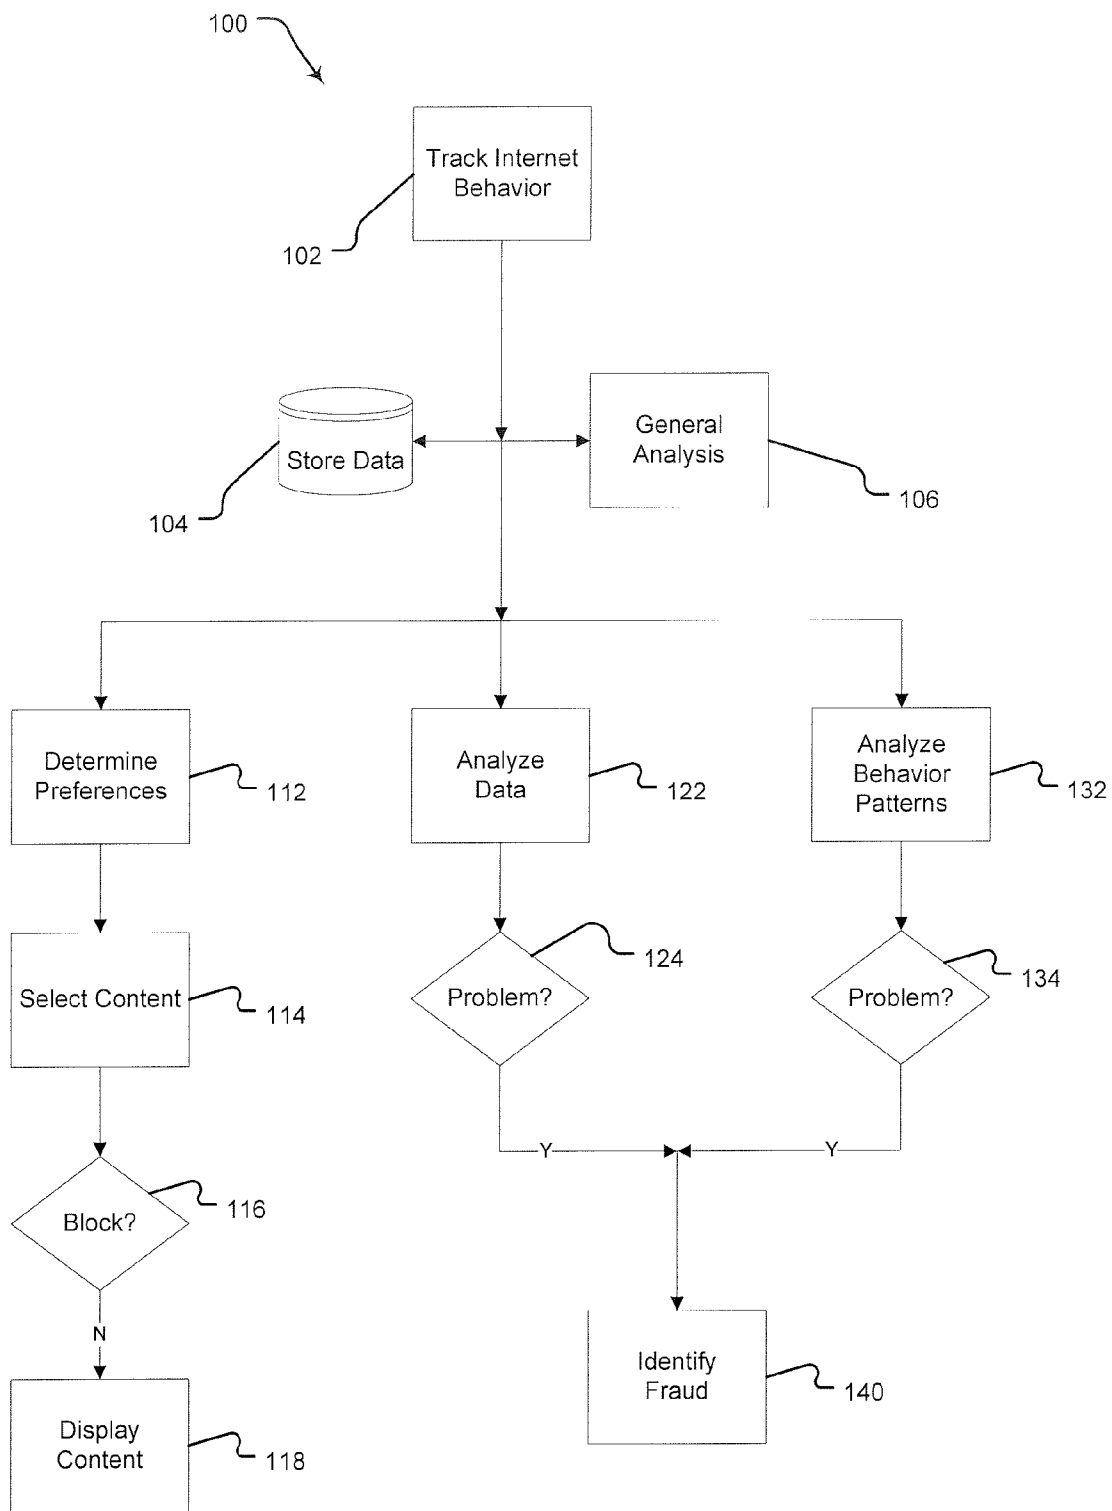 100
Track Internet
Behavior
102
Store Data
104
General
Analysis
106
Determine
Preferences
112
Analyze
Data
122
Analyze
Behavior
Patterns
132
Select Content
114
Problem?
124
Problem?
134
Y
Y
Block?
116
N
Identify
Fraud
140
Display
Content
118